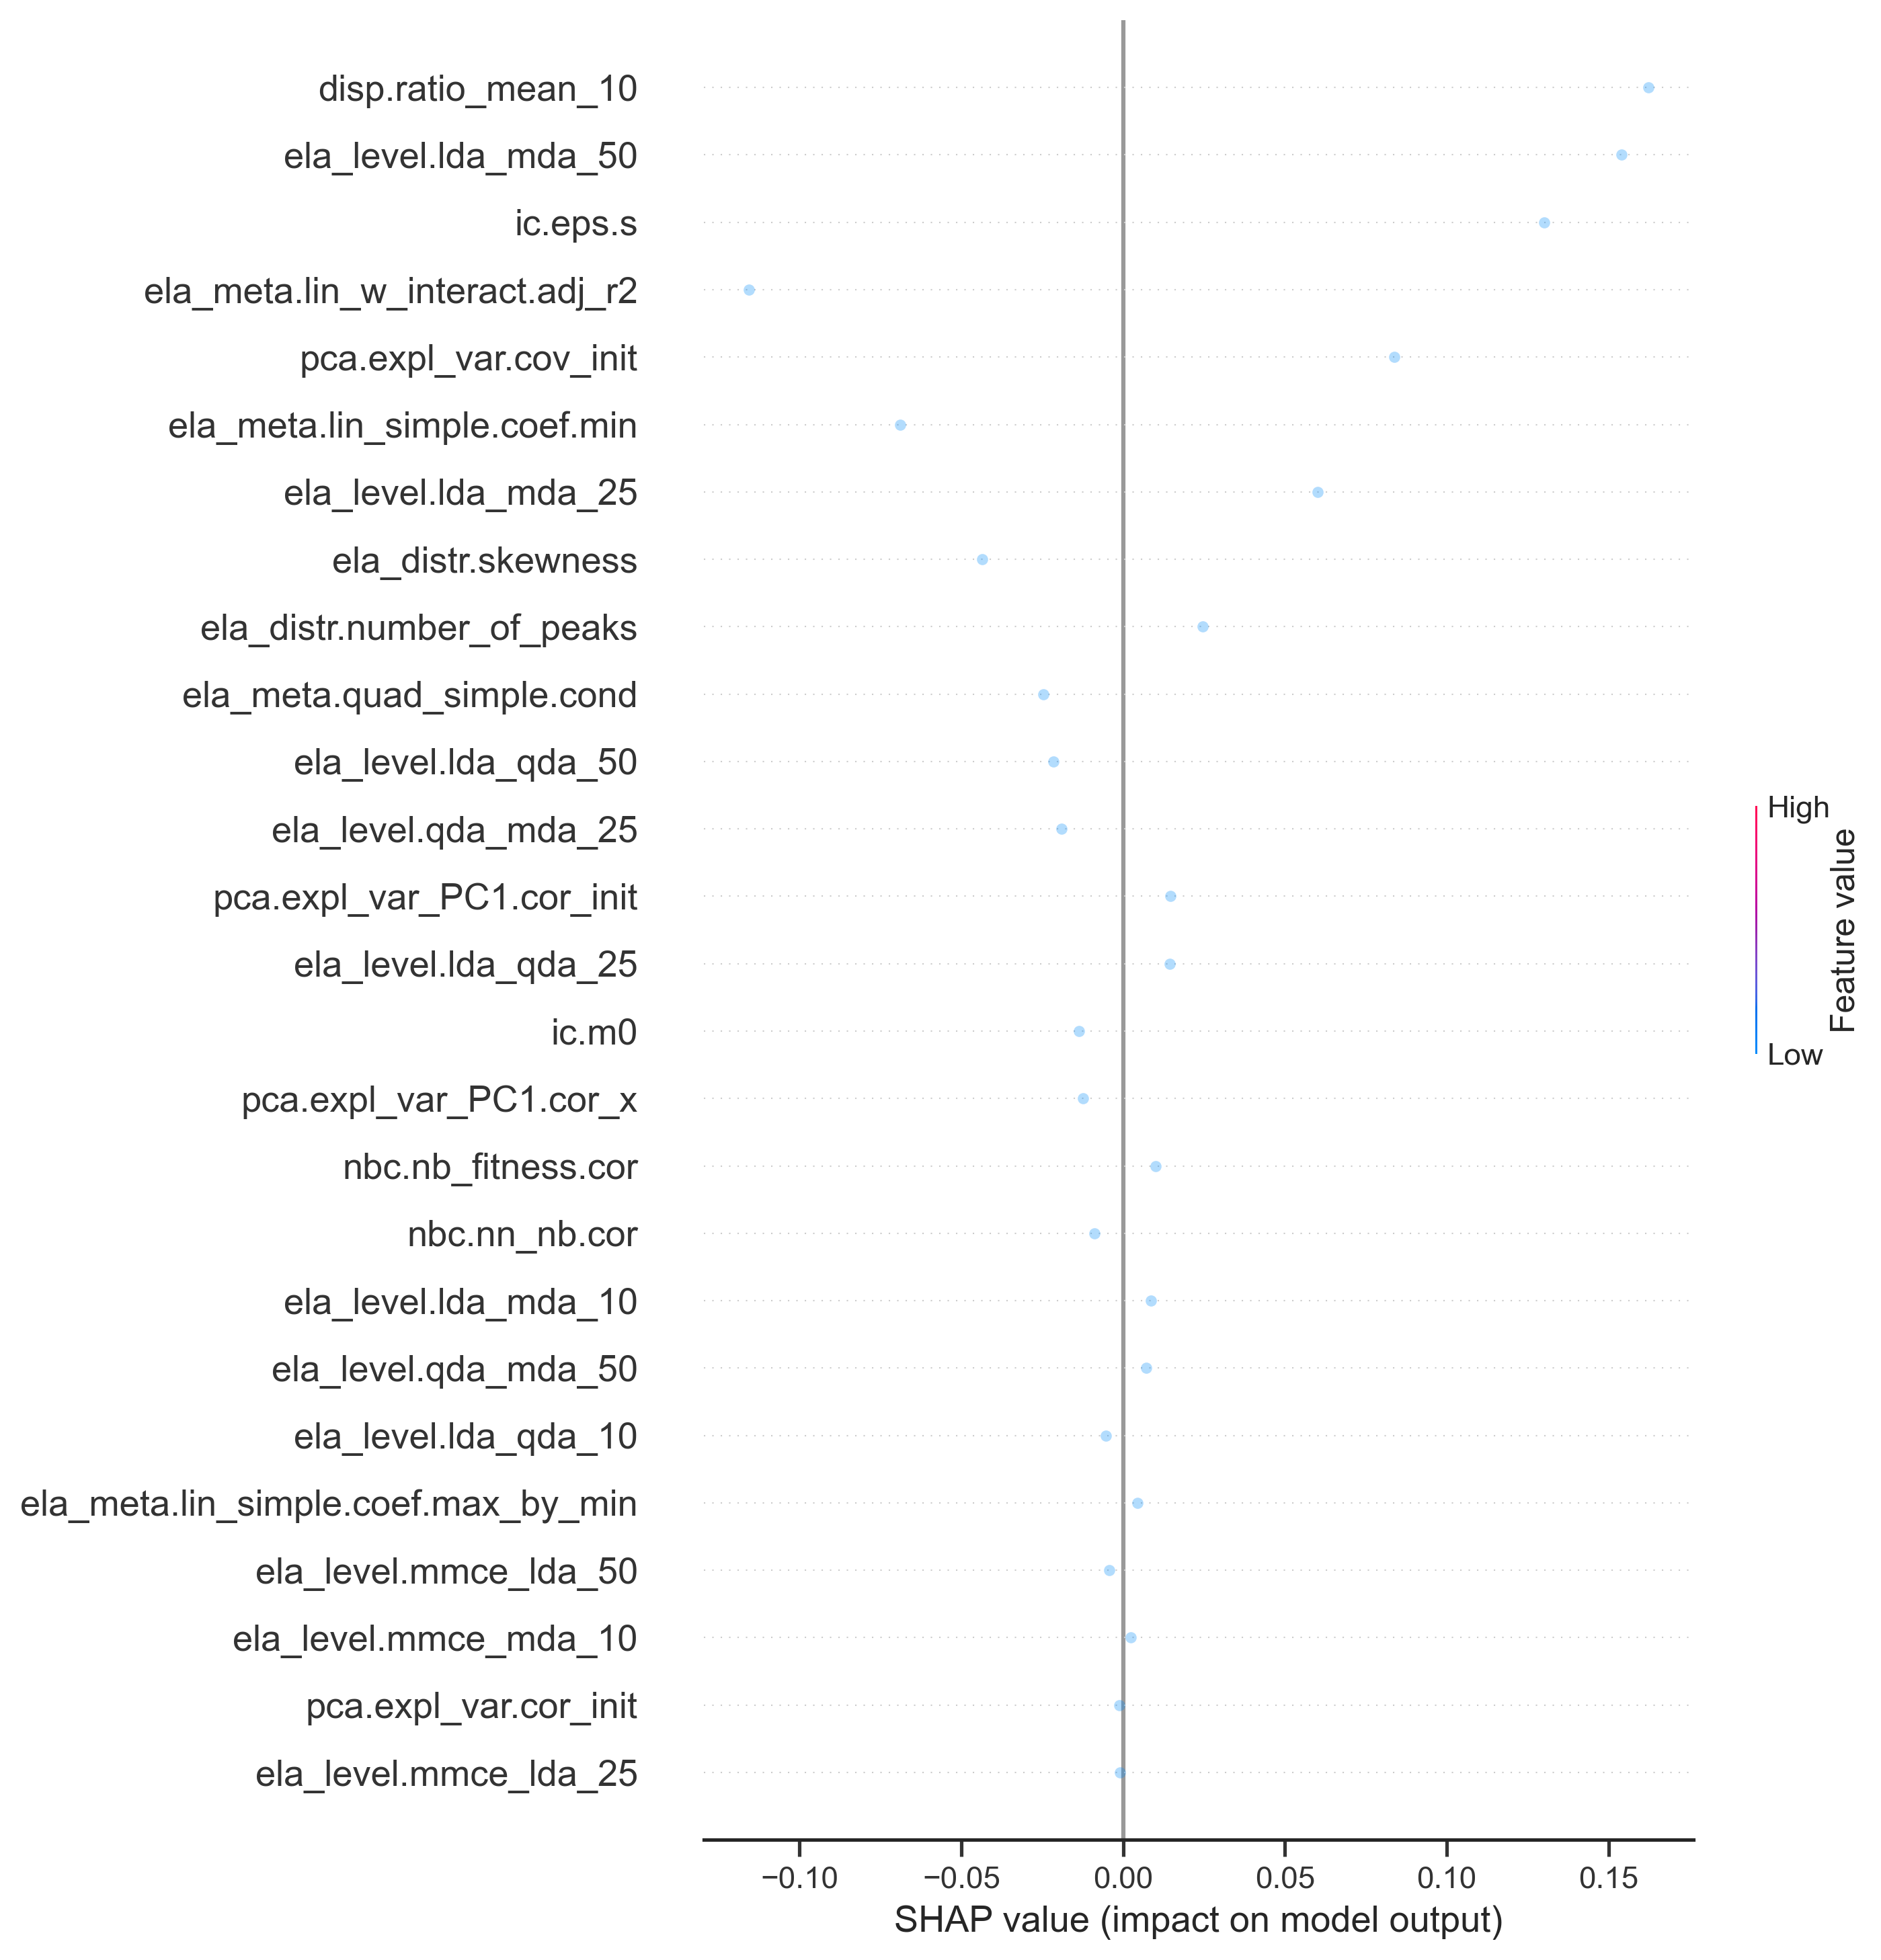 disp.ratio_mean_10
ela_level.lda_mda_50
ic.eps.s
ela_meta.lin_w_interact.adj_r2
pca.expl_var.cov_init
ela_meta.lin_simple.coef.min
ela_level.lda_mda_25
ela_distr.skewness
ela_distr.number_of_peaks
ela_meta.quad_simple.cond
ela_level.lda_qda_50
ela_level.qda_mda_25
pca.expl_var_PC1.cor_init
ela_level.lda_qda_25
ic.m0
pca.expl_var_PC1.cor_x
nbc.nb_fitness.cor
nbc.nn_nb.cor
ela_level.lda_mda_10
ela_level.qda_mda_50
ela_level.lda_qda_10
ela_meta.lin_simple.coef.max_by_min
ela_level.mmce_lda_50
ela_level.mmce_mda_10
pca.expl_var.cor_init
ela_level.mmce_lda_25
−0.10 −0.05 0.00 0.05 0.10 0.15
SHAP value (impact on model output)
High
Feature value
Low